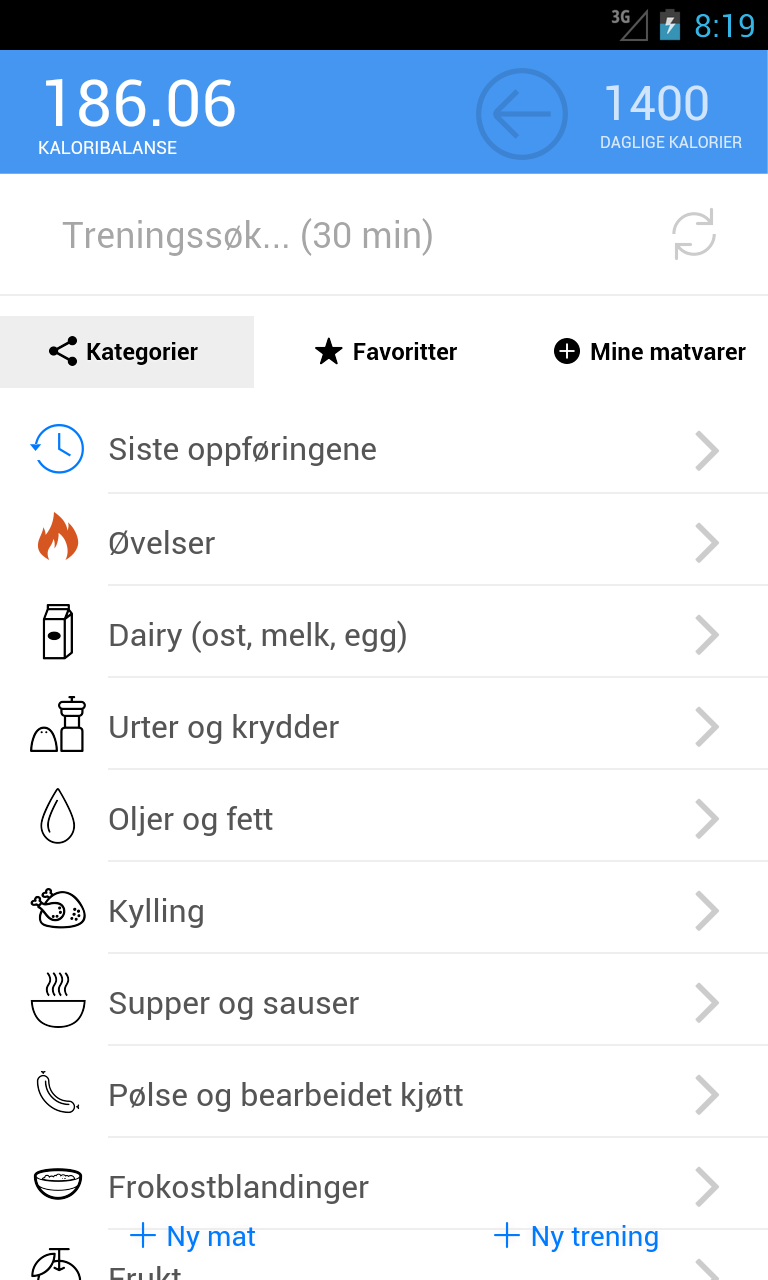 3G 8:19
186.06
KALORIBALANSE
1400
DAGLIGE KALORIER
Treningssøk... (30 min)
Kategorier
Favoritter
Mine matvarer
Siste oppføringene
Øvelser
Dairy (ost, melk, egg)
Urter og krydder
Oljer og fett
Kylling
Supper og sauser
Pølse og bearbeidet kjøtt
Frokostblandinger
Ny mat
Ny trening
Frukt